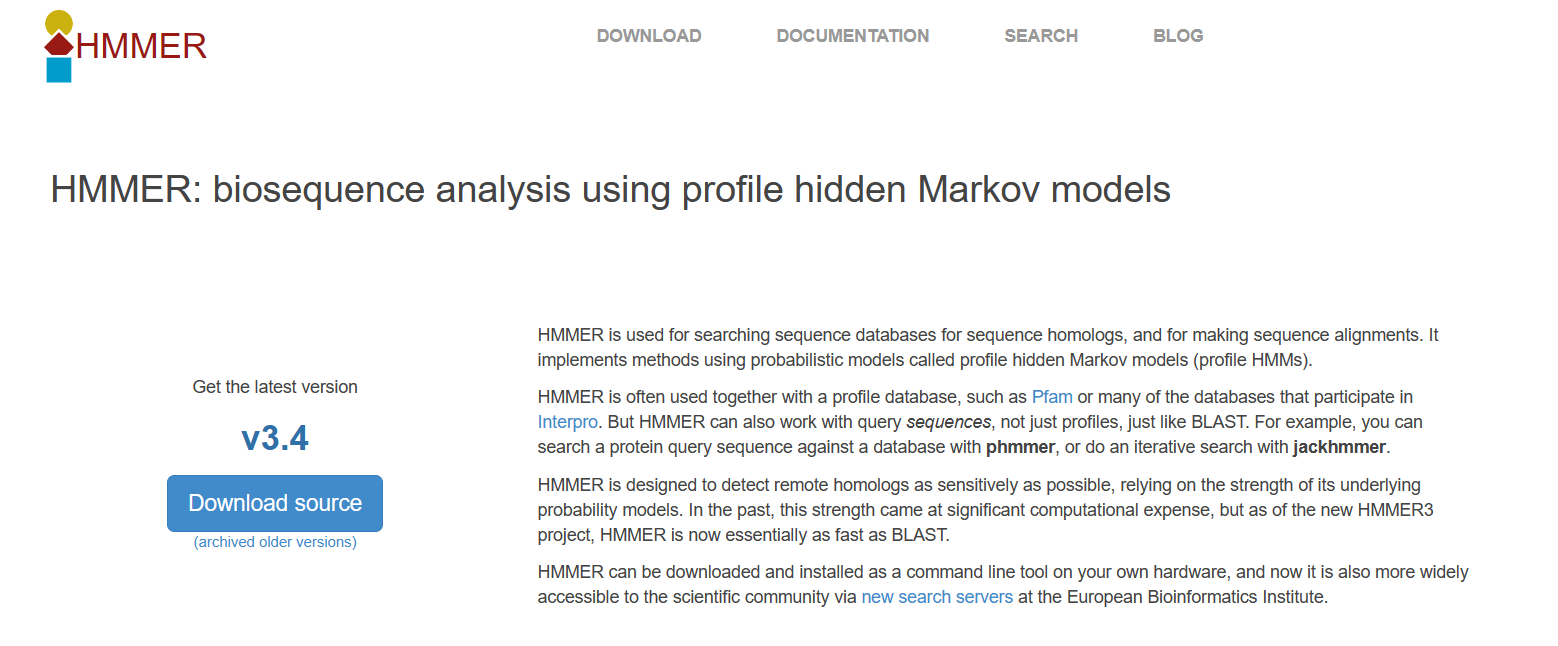 HMMER
DOWNLOAD
DOCUMENTATION
SEARCH
BLOG
HMMER: biosequence analysis using profile hidden Markov models
Get the latest version
v3.4
Download source
(archived older versions)
HMMER is used for searching sequence databases for sequence homologs, and for making sequence alignments. It
implements methods using probabilistic models called profile hidden Markov models (profile HMMs).
HMMER is often used together with a profile database, such as Pfam or many of the databases that participate in
Interpro. But HMMER can also work with query sequences, not just profiles, just like BLAST. For example, you can
search a protein query sequence against a database with phmmer, or do an iterative search with jackhmmer.
HMMER is designed to detect remote homologs as sensitively as possible, relying on the strength of its underlying
probability models. In the past, this strength came at significant computational expense, but as of the new HMMER3
project, HMMER is now essentially as fast as BLAST.
HMMER can be downloaded and installed as a command line tool on your own hardware, and now it is also more widely
accessible to the scientific community via new search servers at the European Bioinformatics Institute.